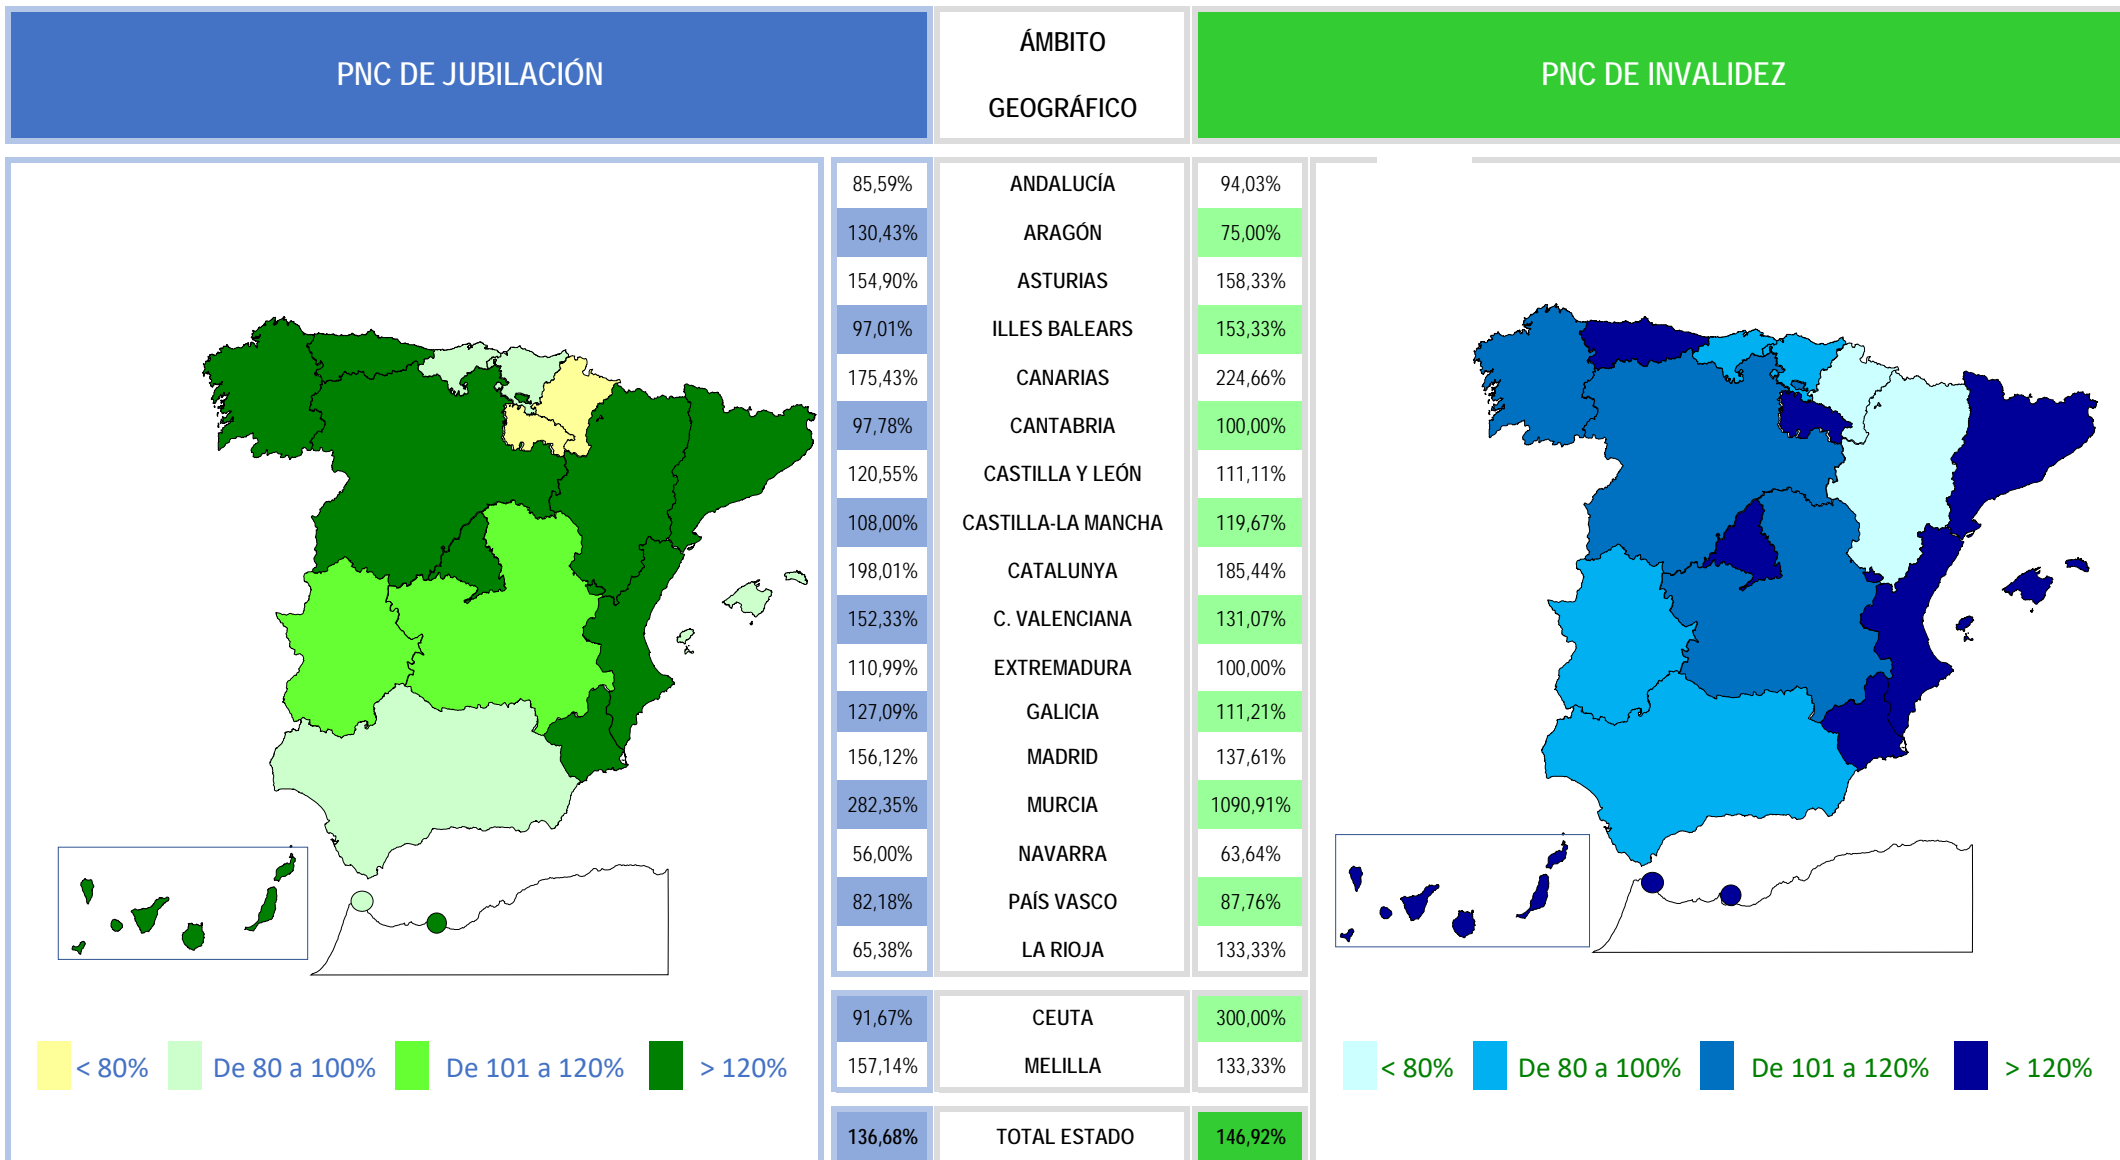 PNC DE JUBILACIÓN
ÁMBITO
GEOGRÁFICO
PNC DE INVALIDEZ
85,59% ANDALUCÍA 94,03%
130,43% ARAGÓN 75,00%
154,90% ASTURIAS 158,33%
97,01% ILLES BALEARS 153,33%
175,43% CANARIAS 224,66%
97,78% CANTABRIA 100,00%
120,55% CASTILLA Y LEÓN 111,11%
108,00% CASTILLA-LA MANCHA 119,67%
198,01% CATALUNYA 185,44%
152,33% C. VALENCIANA 131,07%
110,99% EXTREMADURA 100,00%
127,09% GALICIA 111,21%
156,12% MADRID 137,61%
282,35% MURCIA 1090,91%
56,00% NAVARRA 63,64%
82,18% PAÍS VASCO 87,76%
65,38% LA RIOJA 133,33%
91,67% CEUTA 300,00%
157,14% MELILLA 133,33%
136,68% TOTAL ESTADO 146,92%
< 80% De 80 a 100% De 101 a 120% > 120%
< 80% De 80 a 100% De 101 a 120% > 120%